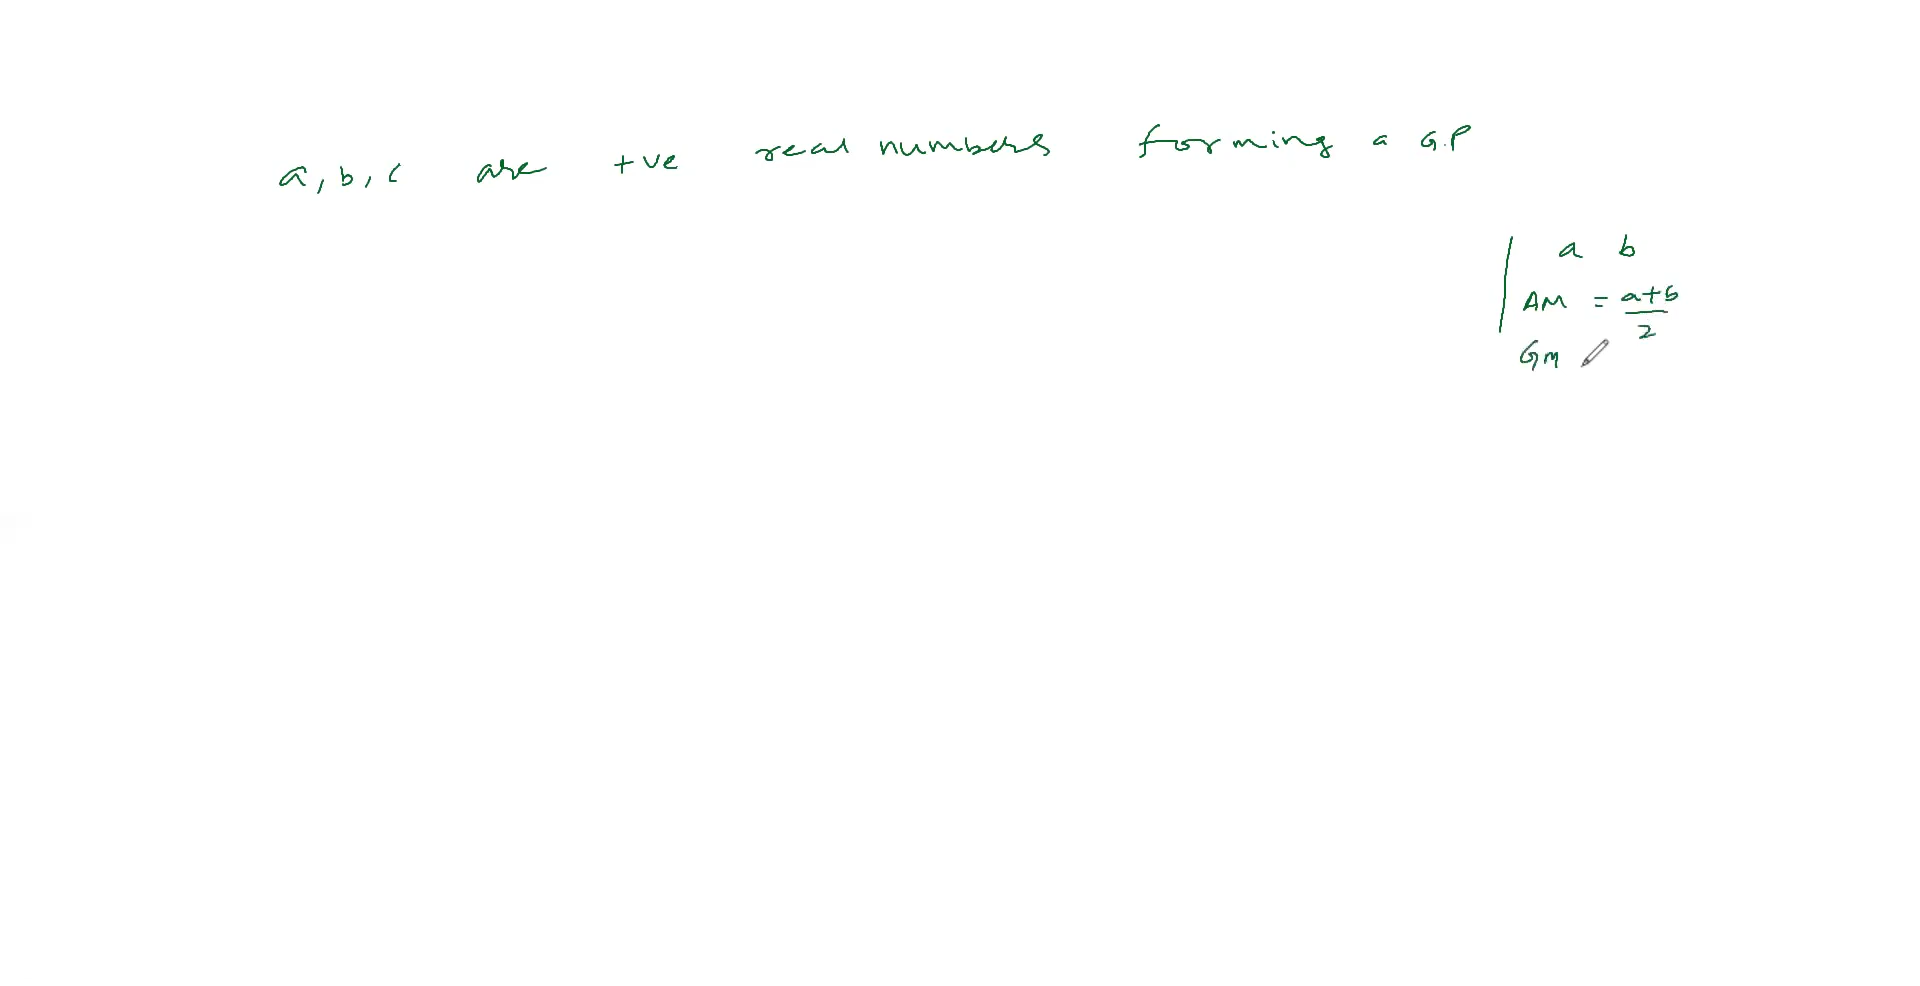 a, b, c are +ve real numbers forming a G.P
a b
AM = a+b/2
GM